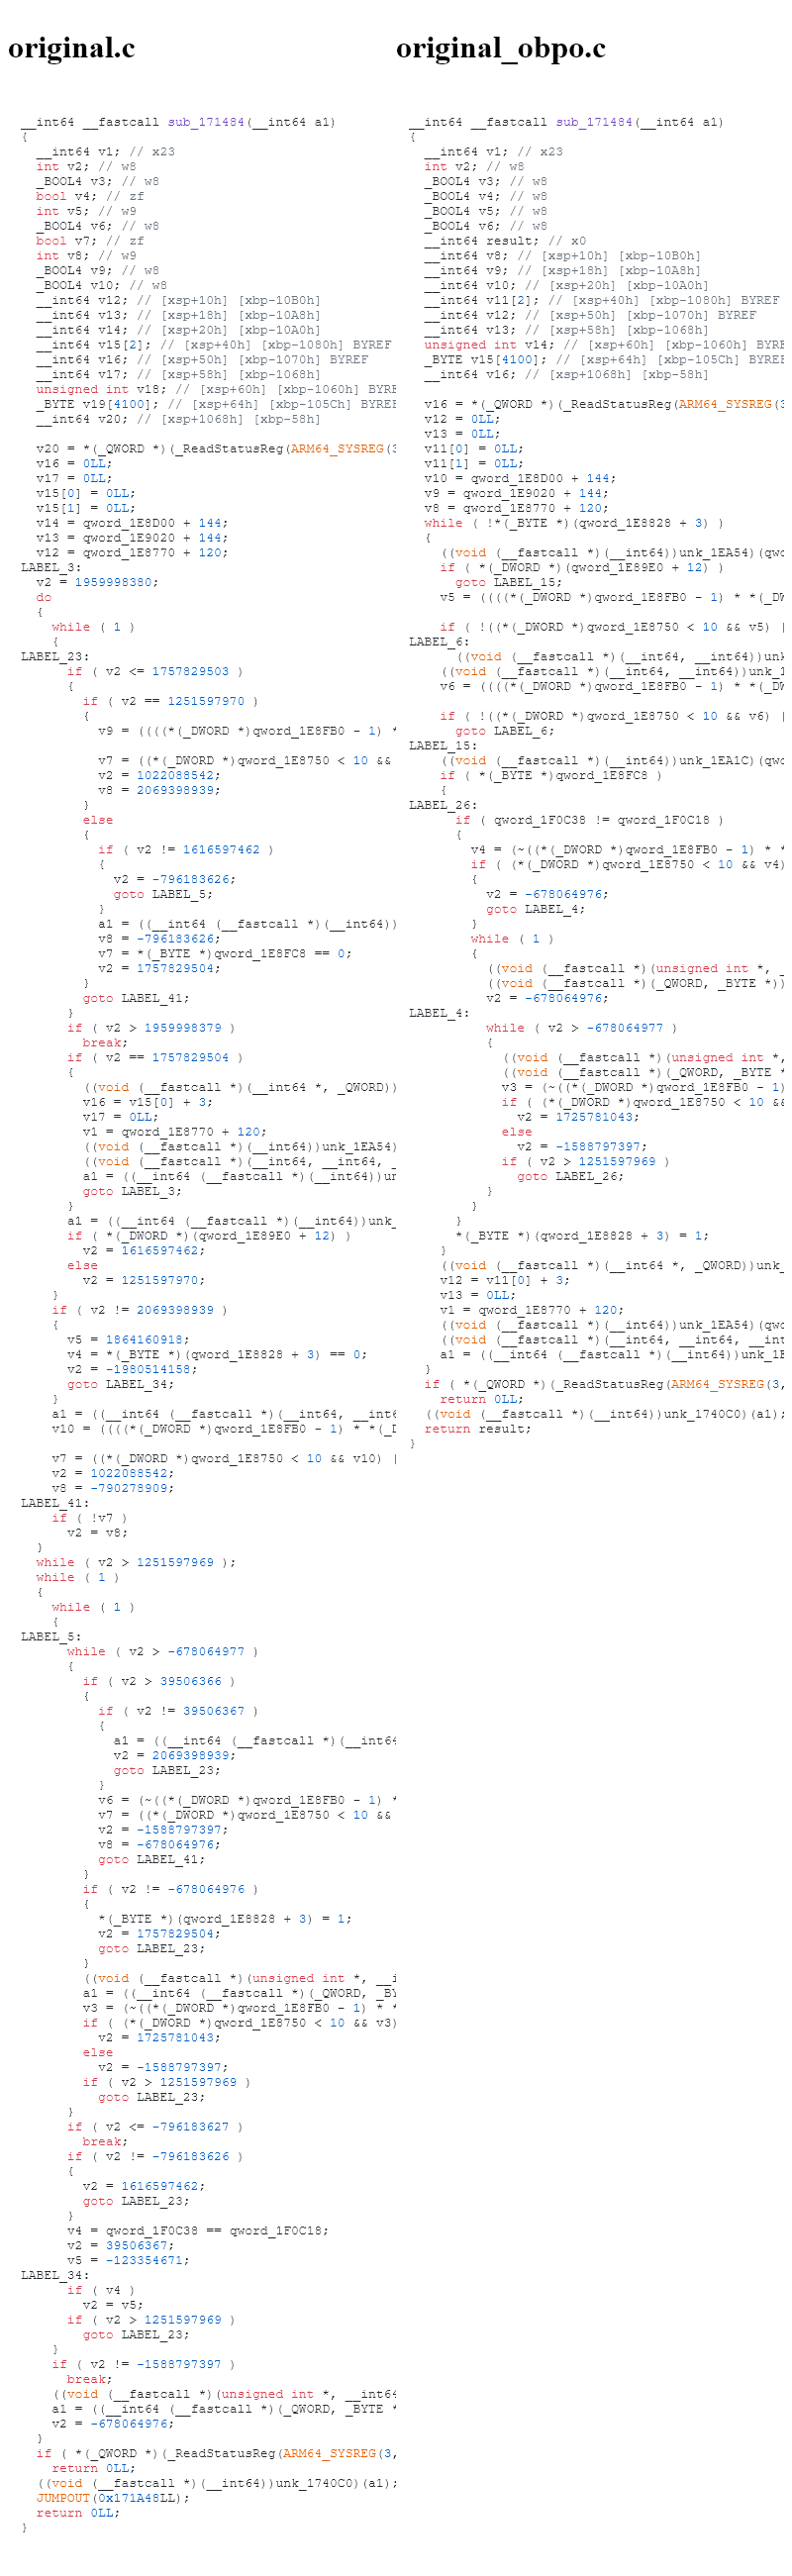 original.c
__int64 __fastcall sub_171484(__int64 a1)
{
__int64 v1; // x23
int v2; // w8
_BOOL4 v3; // w8
bool v4; // zf
int v5; // w9
_BOOL4 v6; // w8
bool v7; // zf
int v8; // w9
_BOOL4 v9; // w8
_BOOL4 v10; // w8
__int64 v12; // [xsp+10h] [xbp-10B0h]
__int64 v13; // [xsp+18h] [xbp-10A8h]
__int64 v14; // [xsp+20h] [xbp-10A0h]
__int64 v15[2]; // [xsp+40h] [xbp-1080h] BYREF
__int64 v16; // [xsp+50h] [xbp-1070h] BYREF
__int64 v17; // [xsp+58h] [xbp-1068h]
unsigned int v18; // [xsp+60h] [xbp-1060h] BYRE
_BYTE v19[4100]; // [xsp+64h] [xbp-105Ch] BYREF
__int64 v20; // [xsp+1068h] [xbp-58h]
v20 = *(_QWORD *)(_ReadStatusReg(ARM64_SYSREG(3
v16 = 0LL;
v17 = 0LL;
v15[0] = 0LL;
v15[1] = 0LL;
v14 = qword_1E8D00 + 144;
v13 = qword_1E9020 + 144;
v12 = qword_1E8770 + 120;
LABEL_3:
v2 = 1959998380;
do
{
while ( 1 )
{
LABEL_23:
if ( v2 <= 1757829503 )
{
if ( v2 == 1251597970 )
{
v9 = ((((*(_DWORD *)qword_1E8FB0 - 1) *
v7 = ((*(_DWORD *)qword_1E8750 < 10 &&
v2 = 1022088542;
v8 = 2069398939;
}
else
{
if ( v2 != 1616597462 )
{
v2 = -796183626;
goto LABEL_5;
}
a1 = ((__int64 (__fastcall *)(__int64)
v8 = -796183626;
v7 = *(_BYTE *)qword_1E8FC8 == 0;
v2 = 1757829504;
}
goto LABEL_41;
}
if ( v2 > 1959998379 )
break;
if ( v2 == 1757829504 )
{
((void (__fastcall *)(__int64 *, _QWORD))
v16 = v15[0] + 3;
v17 = 0LL;
v1 = qword_1E8770 + 120;
((void (__fastcall *)(__int64))unk_1EA54)
((void (__fastcall *)(__int64, __int64, _
a1 = ((__int64 (__fastcall *)(__int64))un
goto LABEL_3;
}
a1 = ((__int64 (__fastcall *)(__int64))unk_
if ( *(_DWORD *)(qword_1E89E0 + 12) )
v2 = 1616597462;
else
v2 = 1251597970;
}
if ( v2 != 2069398939 )
{
v5 = 1864160918;
v4 = *(_BYTE *)(qword_1E8828 + 3) == 0;
v2 = -1980514158;
goto LABEL_34;
}
a1 = ((__int64 (__fastcall *)(__int64, __int6
v10 = ((((*(_DWORD *)qword_1E8FB0 - 1) * *(_D
v7 = ((*(_DWORD *)qword_1E8750 < 10 && v10) |
v2 = 1022088542;
v8 = -790278909;
LABEL_41:
if ( !v7 )
v2 = v8;
}
while ( v2 > 1251597969 );
while ( 1 )
{
while ( 1 )
{
LABEL_5:
while ( v2 > -678064977 )
{
if ( v2 > 39506366 )
{
if ( v2 != 39506367 )
{
a1 = ((__int64 (__fastcall *)(__int64
v2 = 2069398939;
goto LABEL_23;
}
v6 = (~((*(_DWORD *)qword_1E8FB0 - 1) *
v7 = ((*(_DWORD *)qword_1E8750 < 10 &&
v2 = -1588797397;
v8 = -678064976;
goto LABEL_41;
}
if ( v2 != -678064976 )
{
*(_BYTE *)(qword_1E8828 + 3) = 1;
v2 = 1757829504;
goto LABEL_23;
}
((void (__fastcall *)(unsigned int *, __i
a1 = ((__int64 (__fastcall *)(_QWORD, _BY
v3 = (~((*(_DWORD *)qword_1E8FB0 - 1) * *
if ( (*(_DWORD *)qword_1E8750 < 10 && v3)
v2 = 1725781043;
else
v2 = -1588797397;
if ( v2 > 1251597969 )
goto LABEL_23;
}
if ( v2 <= -796183627 )
break;
if ( v2 != -796183626 )
{
v2 = 1616597462;
goto LABEL_23;
}
v4 = qword_1F0C38 == qword_1F0C18;
v2 = 39506367;
v5 = -123354671;
LABEL_34:
if ( v4 )
v2 = v5;
if ( v2 > 1251597969 )
goto LABEL_23;
}
if ( v2 != -1588797397 )
break;
((void (__fastcall *)(unsigned int *, __int64
a1 = ((__int64 (__fastcall *)(_QWORD, _BYTE *
v2 = -678064976;
}
if ( *(_QWORD *)(_ReadStatusReg(ARM64_SYSREG(3,
return 0LL;
((void (__fastcall *)(__int64))unk_1740C0)(a1);
JUMPOUT(0x171A48LL);
return 0LL;
}
original_obpo.c
__int64 __fastcall sub_171484(__int64 a1)
{
__int64 v1; // x23
int v2; // w8
_BOOL4 v3; // w8
_BOOL4 v4; // w8
_BOOL4 v5; // w8
_BOOL4 v6; // w8
__int64 result; // x0
__int64 v8; // [xsp+10h] [xbp-10B0h]
__int64 v9; // [xsp+18h] [xbp-10A8h]
__int64 v10; // [xsp+20h] [xbp-10A0h]
__int64 v11[2]; // [xsp+40h] [xbp-1080h] BYREF
__int64 v12; // [xsp+50h] [xbp-1070h] BYREF
__int64 v13; // [xsp+58h] [xbp-1068h]
unsigned int v14; // [xsp+60h] [xbp-1060h] BYRE
_BYTE v15[4100]; // [xsp+64h] [xbp-105Ch] BYREF
__int64 v16; // [xsp+1068h] [xbp-58h]
v16 = *(_QWORD *)(_ReadStatusReg(ARM64_SYSREG(3
v12 = 0LL;
v13 = 0LL;
v11[0] = 0LL;
v11[1] = 0LL;
v10 = qword_1E8D00 + 144;
v9 = qword_1E9020 + 144;
v8 = qword_1E8770 + 120;
while ( !*(_BYTE *)(qword_1E8828 + 3) )
{
((void (__fastcall *)(__int64))unk_1EA54)(qwo
if ( *(_DWORD *)(qword_1E89E0 + 12) )
goto LABEL_15;
v5 = ((((*(_DWORD *)qword_1E8FB0 - 1) * *(_DW
if ( !((*(_DWORD *)qword_1E8750 < 10 && v5) |
LABEL_6:
((void (__fastcall *)(__int64, __int64))unk
((void (__fastcall *)(__int64, __int64))unk_1
v6 = ((((*(_DWORD *)qword_1E8FB0 - 1) * *(_DW
if ( !((*(_DWORD *)qword_1E8750 < 10 && v6) |
goto LABEL_6;
LABEL_15:
((void (__fastcall *)(__int64))unk_1EA1C)(qwo
if ( *(_BYTE *)qword_1E8FC8 )
{
LABEL_26:
if ( qword_1F0C38 != qword_1F0C18 )
{
v4 = (~((*(_DWORD *)qword_1E8FB0 - 1) * *
if ( (*(_DWORD *)qword_1E8750 < 10 && v4)
{
v2 = -678064976;
goto LABEL_4;
}
while ( 1 )
{
((void (__fastcall *)(unsigned int *, _
((void (__fastcall *)(_QWORD, _BYTE *))
v2 = -678064976;
LABEL_4:
while ( v2 > -678064977 )
{
((void (__fastcall *)(unsigned int *,
((void (__fastcall *)(_QWORD, _BYTE *
v3 = (~((*(_DWORD *)qword_1E8FB0 - 1)
if ( (*(_DWORD *)qword_1E8750 < 10 &&
v2 = 1725781043;
else
v2 = -1588797397;
if ( v2 > 1251597969 )
goto LABEL_26;
}
}
}
*(_BYTE *)(qword_1E8828 + 3) = 1;
}
((void (__fastcall *)(__int64 *, _QWORD))unk_
v12 = v11[0] + 3;
v13 = 0LL;
v1 = qword_1E8770 + 120;
((void (__fastcall *)(__int64))unk_1EA54)(qwo
((void (__fastcall *)(__int64, __int64, __int
a1 = ((__int64 (__fastcall *)(__int64))unk_1E
}
if ( *(_QWORD *)(_ReadStatusReg(ARM64_SYSREG(3,
return 0LL;
((void (__fastcall *)(__int64))unk_1740C0)(a1);
return result;
}